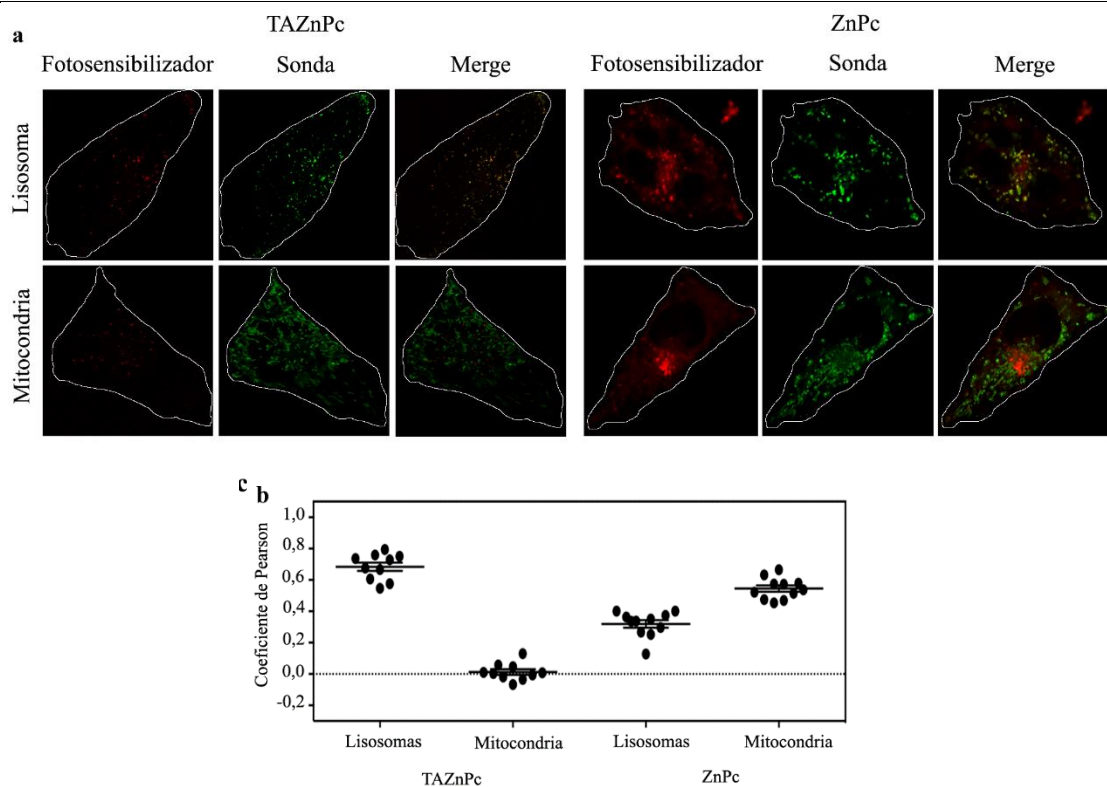 a
TAZnPc ZnPc
Fotosensibilizador Sonda Merge Fotosensibilizador Sonda Merge
Lisosoma
Mitocondria
c b
Coeficiente de Pearson
1,0
0,8
0,6
0,4
0,2
0,0
-0,2
Lisosomas Mitocondria Lisosomas Mitocondria
TAZnPc ZnPc